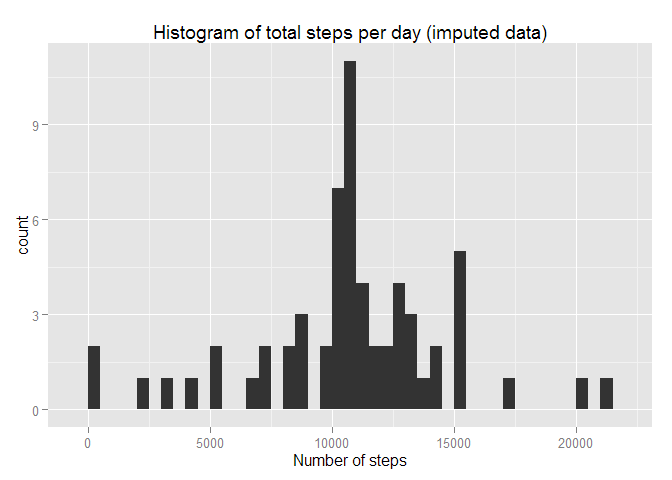 Histogram of total steps per day (imputed data)
count
9
6
3
0
0 5000 10000 15000 20000
Number of steps